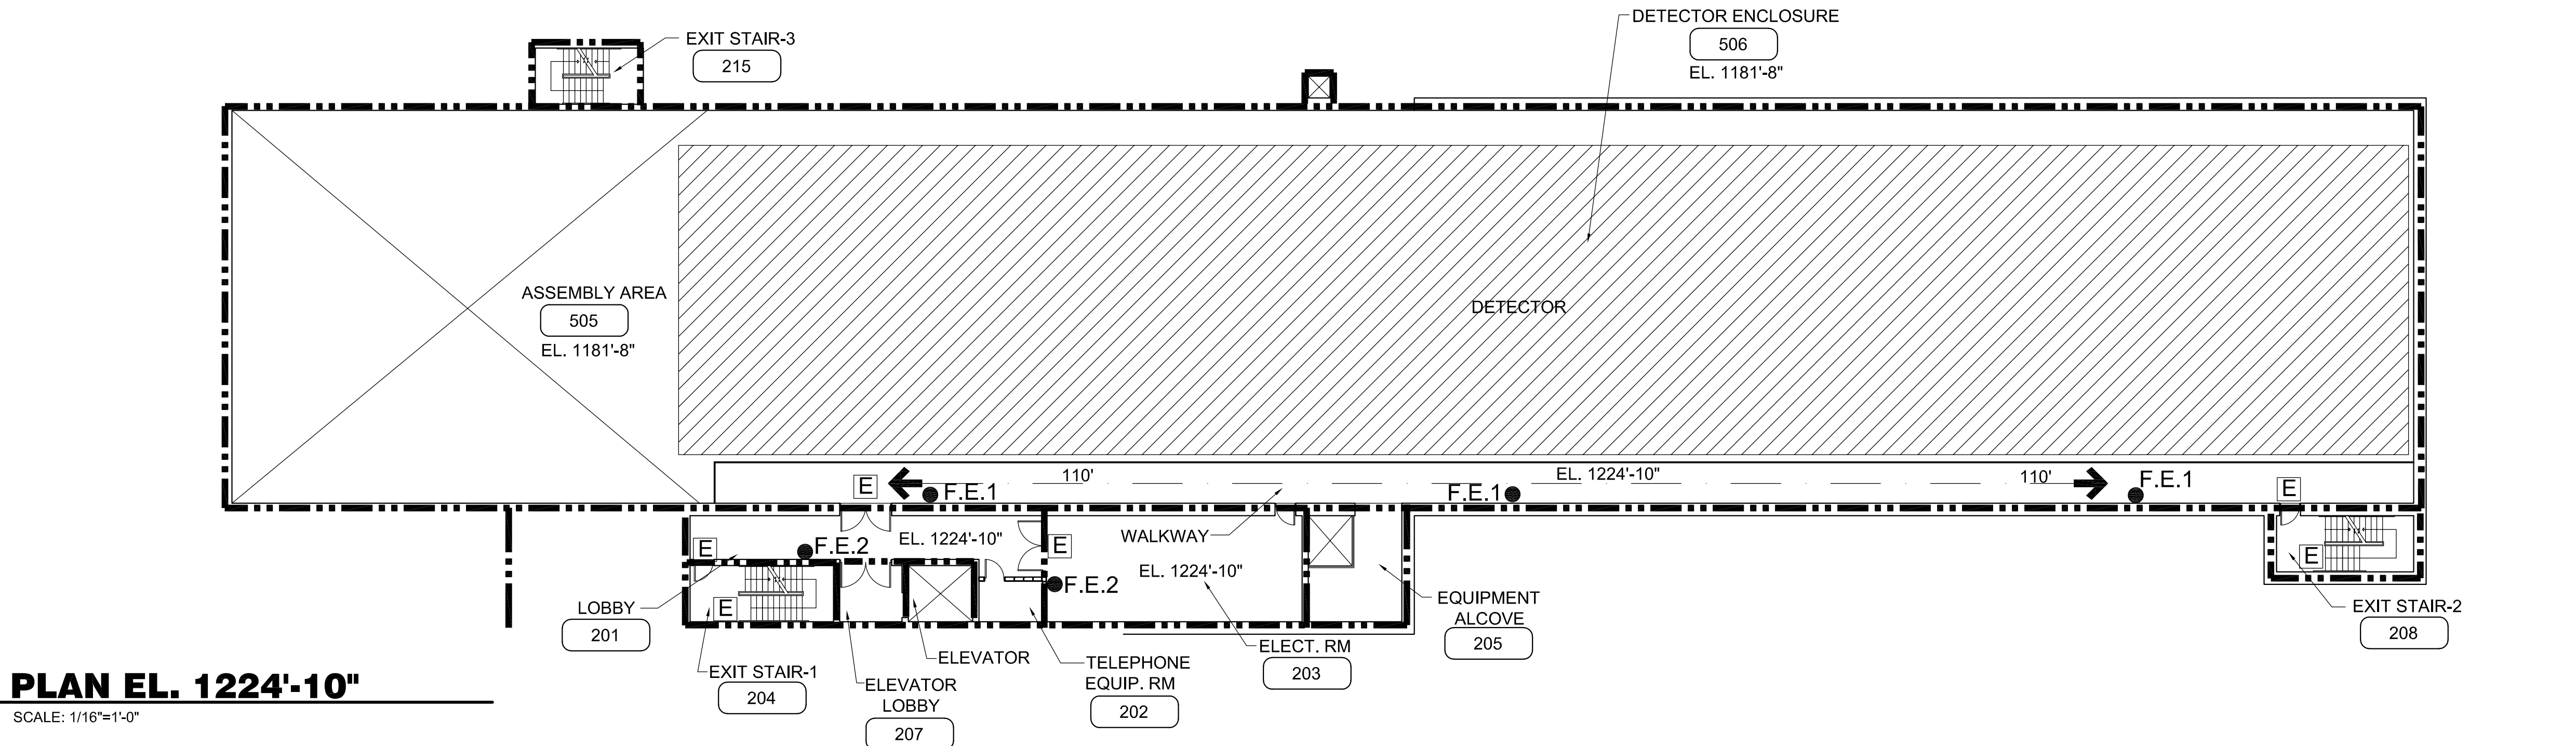 DETECTOR ENCLOSURE
506
EL. 1181'-8"
EXIT STAIR-3
215
ASSEMBLY AREA
505
EL. 1181'-8"
DETECTOR
110'
EL. 1224'-10"
110'
E
F.E.1
F.E.1
F.E.1
E
E
F.E.2
EL. 1224'-10"
E
WALKWAY
EL. 1224'-10"
F.E.2
E
E
LOBBY
201
EQUIPMENT
ALCOVE
205
EXIT STAIR-2
208
EXIT STAIR-1
204
ELEVATOR
LOBBY
207
ELEVATOR
TELEPHONE
EQUIP. RM
202
ELECT. RM
203
PLAN EL. 1224'-10"
SCALE: 1/16"=1'-0"